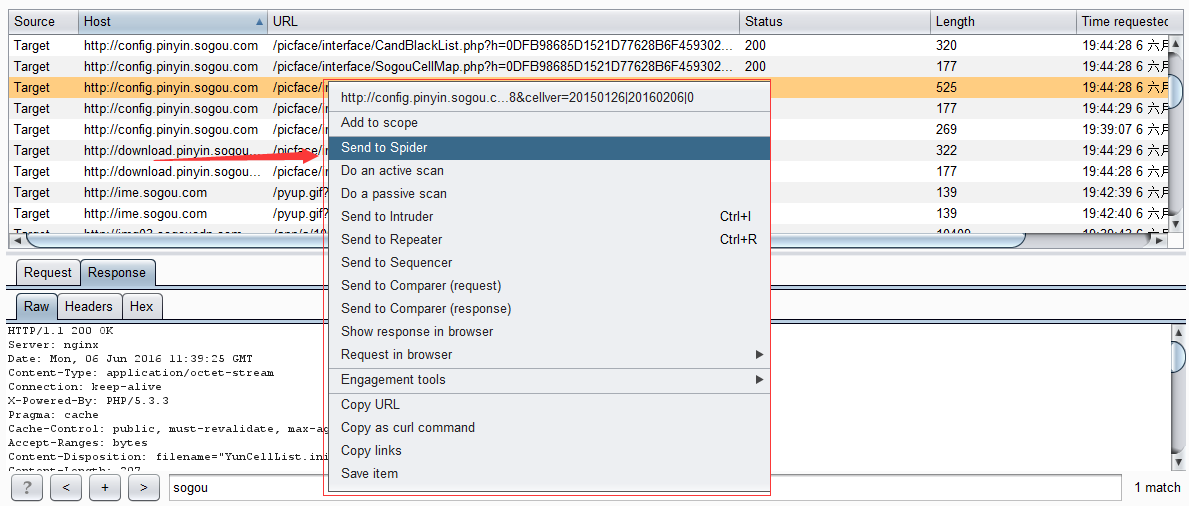 Source Host URL Status Length Time requested
Target http://config.pinyin.sogou.com /picface/interface/CandBlackList.php?h=0DFB98685D1521D77628B6F459302... 200 320 19:44:28 6 六月
Target http://config.pinyin.sogou.com /picface/interface/SogouCellMap.php?h=0DFB98685D1521D77628B6F459302... 200 177 19:44:28 6 六月
Target http://config.pinyin.sogou.com /picface/ 525 19:44:28 6 六月
Target http://config.pinyin.sogou.com /picface/ 177 19:44:29 6 六月
Target http://config.pinyin.sogou.com /picface/ 269 19:39:07 6 六月
Target http://download.pinyin.sogou... /picface/ 322 19:44:29 6 六月
Target http://download.pinyin.sogou... /picface/ 177 19:44:28 6 六月
Target http://ime.sogou.com /pyup.gif? 139 19:42:39 6 六月
Target http://ime.sogou.com /pyup.gif? 139 19:42:40 6 六月
http://config.pinyin.sogou.c...8&cellver=20150126|20160206|0
Add to scope
Send to Spider
Do an active scan
Do a passive scan
Send to Intruder Ctrl+I
Send to Repeater Ctrl+R
Send to Sequencer
Send to Comparer (request)
Send to Comparer (response)
Show response in browser
Request in browser
Engagement tools
Copy URL
Copy as curl command
Copy links
Save item
Request Response
Raw Headers Hex
HTTP/1.1 200 OK
Server: nginx
Date: Mon, 06 Jun 2016 11:39:25 GMT
Content-Type: application/octet-stream
Connection: keep-alive
X-Powered-By: PHP/5.3.3
Pragma: cache
Cache-Control: public, must-revalidate, max-ag
Accept-Ranges: bytes
Content-Disposition: filename="YunCellList.ini
Content-Length: 207
? < + > sogou 1 match